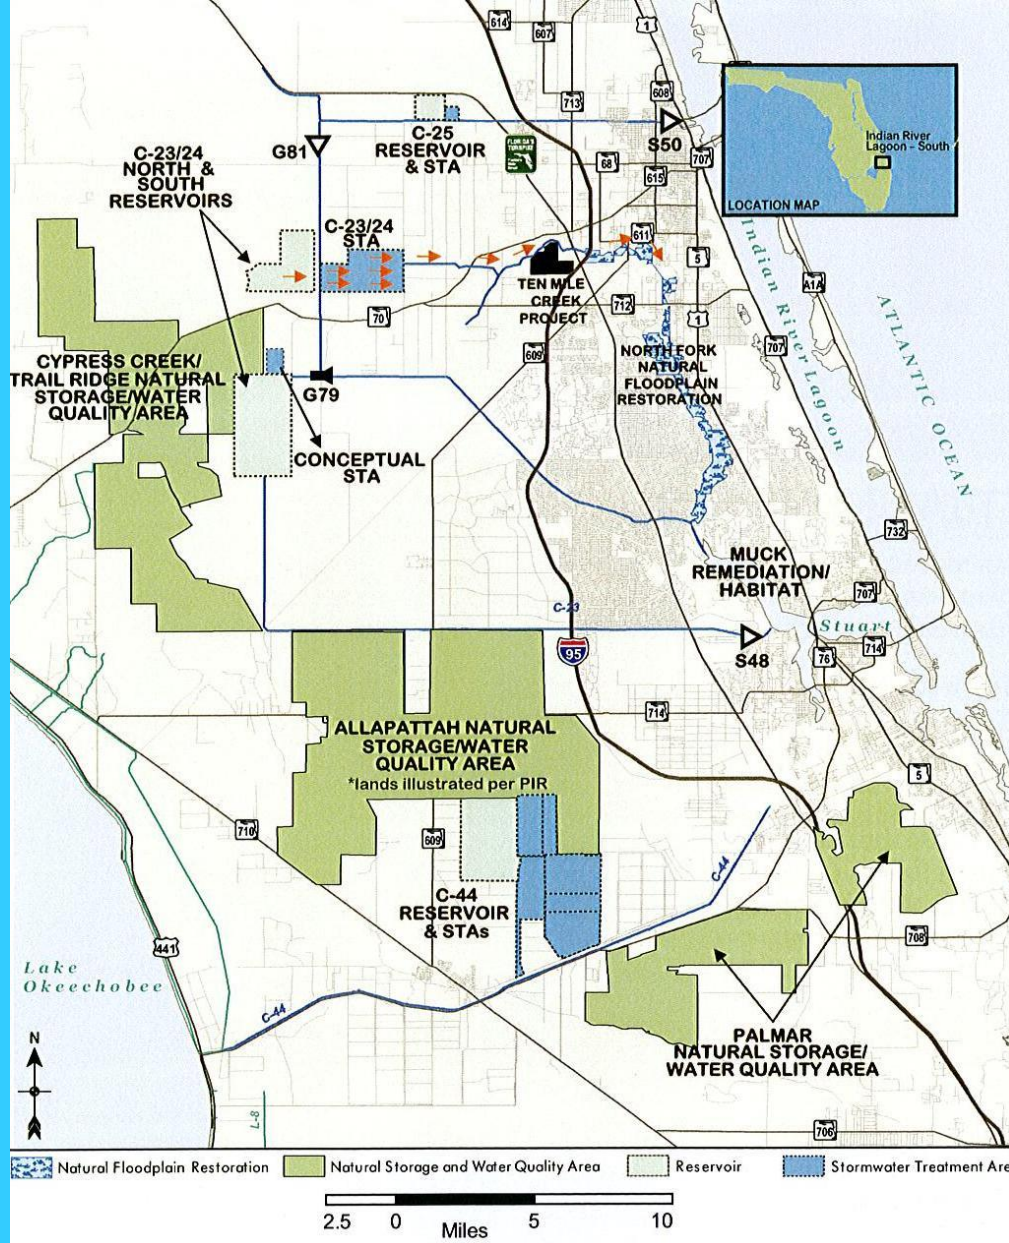 614
607
1
713
608
S50
707
G81
C-25
RESERVOIR
& STA
FLORIDA'S
TURNPIKE
68
615
Indian River
Lagoon - South
LOCATION MAP
C-23/24
NORTH &
SOUTH
RESERVOIRS
C-23/24
STA
611
5
TEN MILE
CREEK
PROJECT
712
70
1
A1A
707
Indian River Lagoon
ATLANTIC OCEAN
609
NORTH FORK
NATURAL
FLOODPLAIN
RESTORATION
CYPRESS CREEK/
TRAIL RIDGE NATURAL
STORAGE/WATER
QUALITY AREA
G79
CONCEPTUAL
STA
732
MUCK
REMEDIATION/
HABITAT
707
C-23
Stuart
95
S48
76
714
714
ALLAPATTAH NATURAL
STORAGE/WATER
QUALITY AREA
*lands illustrated per PIR
5
710
609
C-44
C-44
RESERVOIR
& STAs
441
708
Lake
Okeechobee
C-44
PALMAR
NATURAL STORAGE/
WATER QUALITY AREA
N
L-8
706
Natural Floodplain Restoration
Natural Storage and Water Quality Area
Reservoir
Stormwater Treatment Are
2.5 0 5 10
Miles